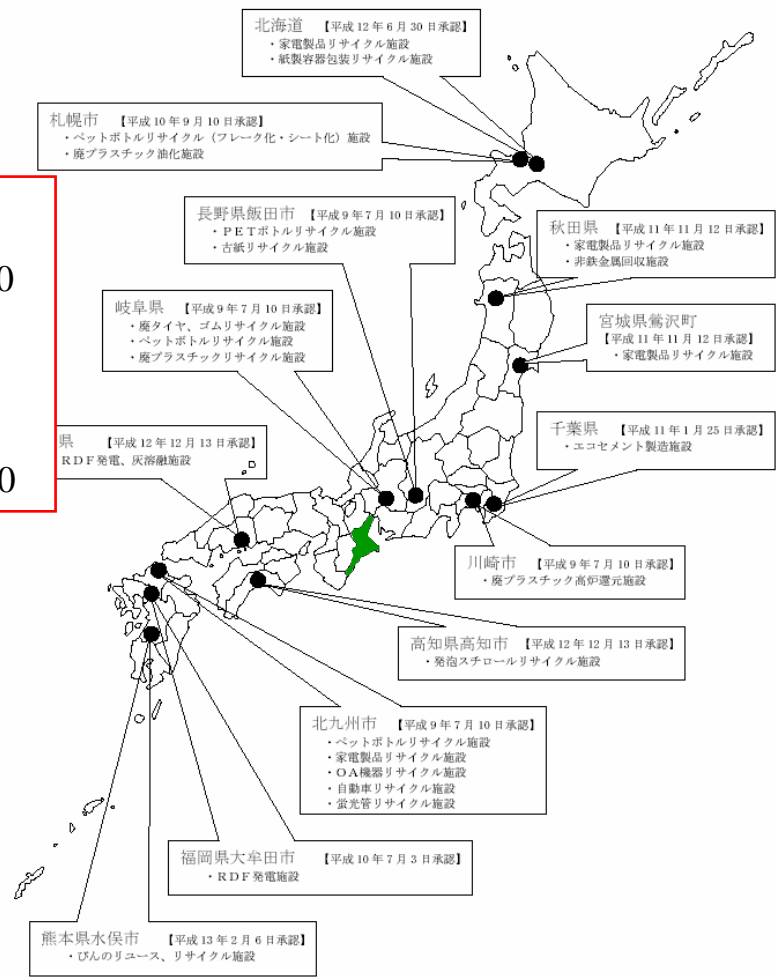 北海道 【平成12年6月30日承認】
・家電製品リサイクル施設
・紙製容器包装リサイクル施設
札幌市 【平成10年9月10日承認】
・ペットボトルリサイクル（フレーク化・シート化）施設
・廃プラスチック油化施設
長野県飯田市 【平成9年7月10日承認】
・ＰＥＴボトルリサイクル施設
・古紙リサイクル施設
秋田県 【平成11年11月12日承認】
・家電製品リサイクル施設
・非鉄金属回収施設
0
岐阜県 【平成9年7月10日承認】
・廃タイヤ、ゴムリサイクル施設
・ペットボトルリサイクル施設
・廃プラスチックリサイクル施設
宮城県鶯沢町
【平成11年11月12日承認】
・家電製品リサイクル施設
県 【平成12年12月13日承認】
ＲＤＦ発電、灰溶融施設
0
千葉県 【平成11年1月25日承認】
・エコセメント製造施設
川崎市 【平成9年7月10日承認】
・廃プラスチック高炉還元施設
高知県高知市 【平成12年12月13日承認】
・発泡スチロールリサイクル施設
北九州市 【平成9年7月10日承認】
・ペットボトルリサイクル施設
・家電製品リサイクル施設
・ＯＡ機器リサイクル施設
・自動車リサイクル施設
・蛍光管リサイクル施設
福岡県大牟田市 【平成10年7月3日承認】
・ＲＤＦ発電施設
熊本県水俣市 【平成13年2月6日承認】
・びんのリユース、リサイクル施設